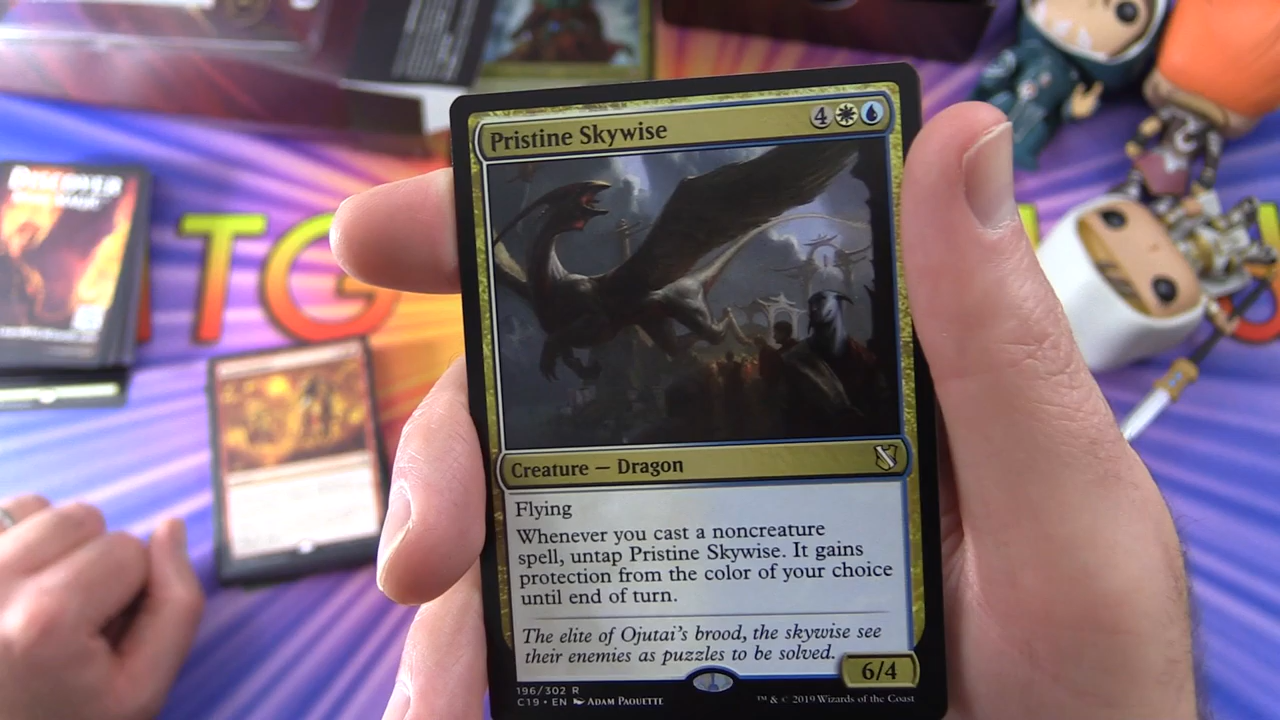 Pristine Skywise 4
DISCOVER
TG
Creature — Dragon
Flying
Whenever you cast a noncreature
spell, untap Pristine Skywise. It gains
protection from the color of your choice
until end of turn.
The elite of Ojutai's brood, the skywise see
their enemies as puzzles to be solved.
6/4
196/302 R
C19 • EN Adam Paquette
™ & © 2019 Wizards of the Coast